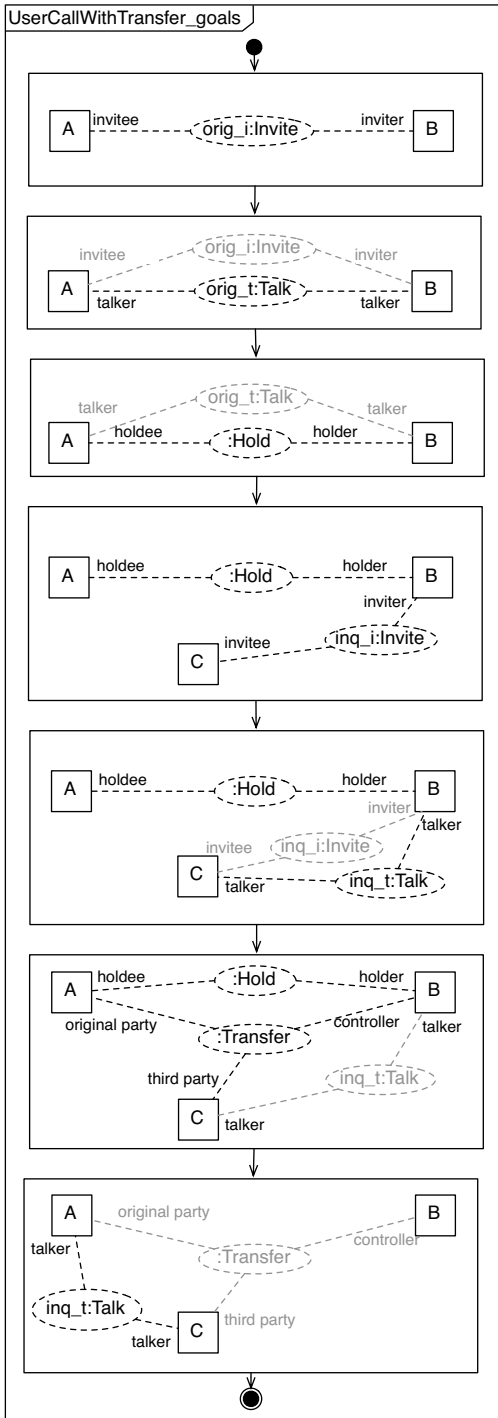 UserCallWithTransfer_goals
A invitee orig_i:Invite inviter B
orig_i:Invite
invitee inviter
A orig_t:Talk B
talker talker
orig_t:Talk
talker talker
A holdee :Hold holder B
A holdee :Hold holder B
inviter
invitee inq_i:Invite
C
A holdee :Hold holder B
inviter
talker
invitee inq_i:Invite
C talker inq_t:Talk
A holdee :Hold holder B
original party controller talker
:Transfer
third party inq_t:Talk
C talker
A original party B
talker :Transfer controller
inq_t:Talk
C third party
talker